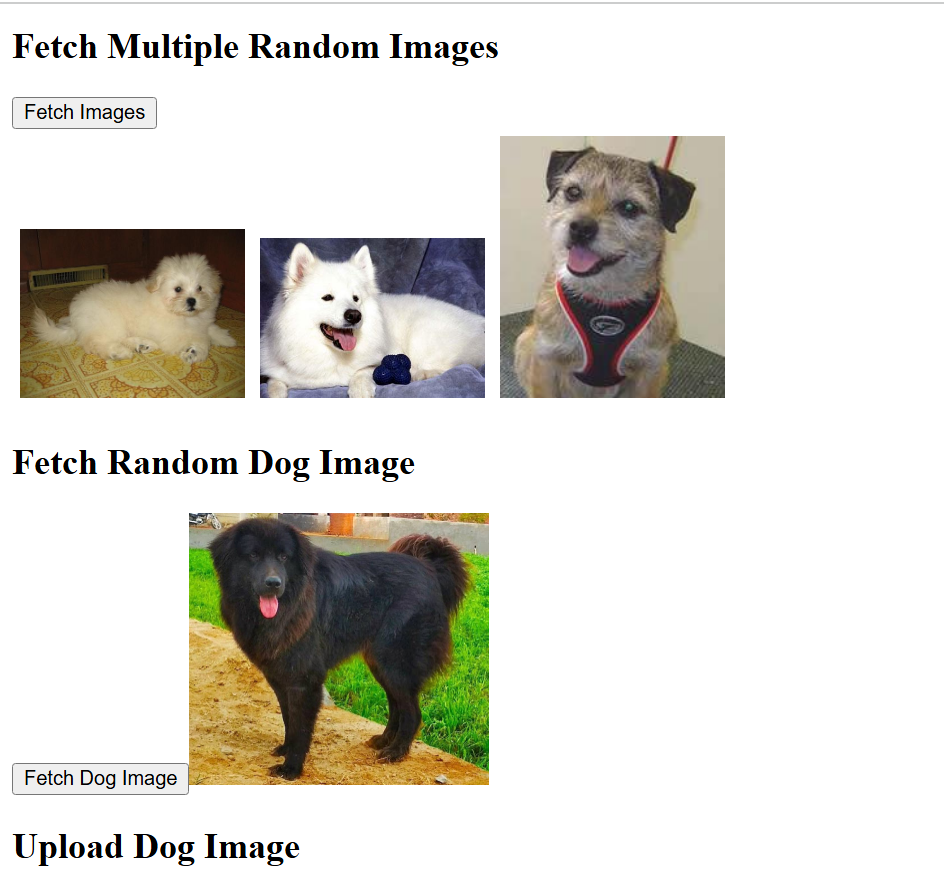 Fetch Multiple Random Images
Fetch Images
Fetch Random Dog Image
Fetch Dog Image
Upload Dog Image